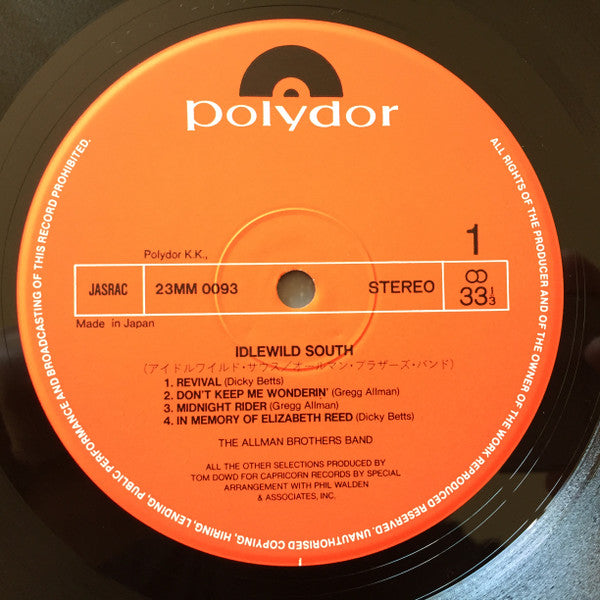 polydor
ALL RIGHTS OF THE PRODUCER AND OF THE OWNER OF THE WORK REPRODUCED RESERVED. UNAUTHORISED COPYING, HIRING, LENDING, PUBLIC PERFORMANCE AND BROADCASTING OF THIS RECORD PROHIBITED.
1
Polydor K.K.,
JASRAC 23MM 0093 STEREO 33 1/3
Made in Japan
IDLEWILD SOUTH
(アイドルワイルド・サウス/オールマン・ブラザーズ・バンド)
1. REVIVAL (Dicky Betts)
2. DON'T KEEP ME WONDERIN' (Gregg Allman)
3. MIDNIGHT RIDER (Gregg Allman)
4. IN MEMORY OF ELIZABETH REED (Dicky Betts)
THE ALLMAN BROTHERS BAND
ALL THE OTHER SELECTIONS PRODUCED BY
TOM DOWD FOR CAPRICORN RECORDS BY SPECIAL
ARRANGEMENT WITH PHIL WALDEN
& ASSOCIATES, INC.